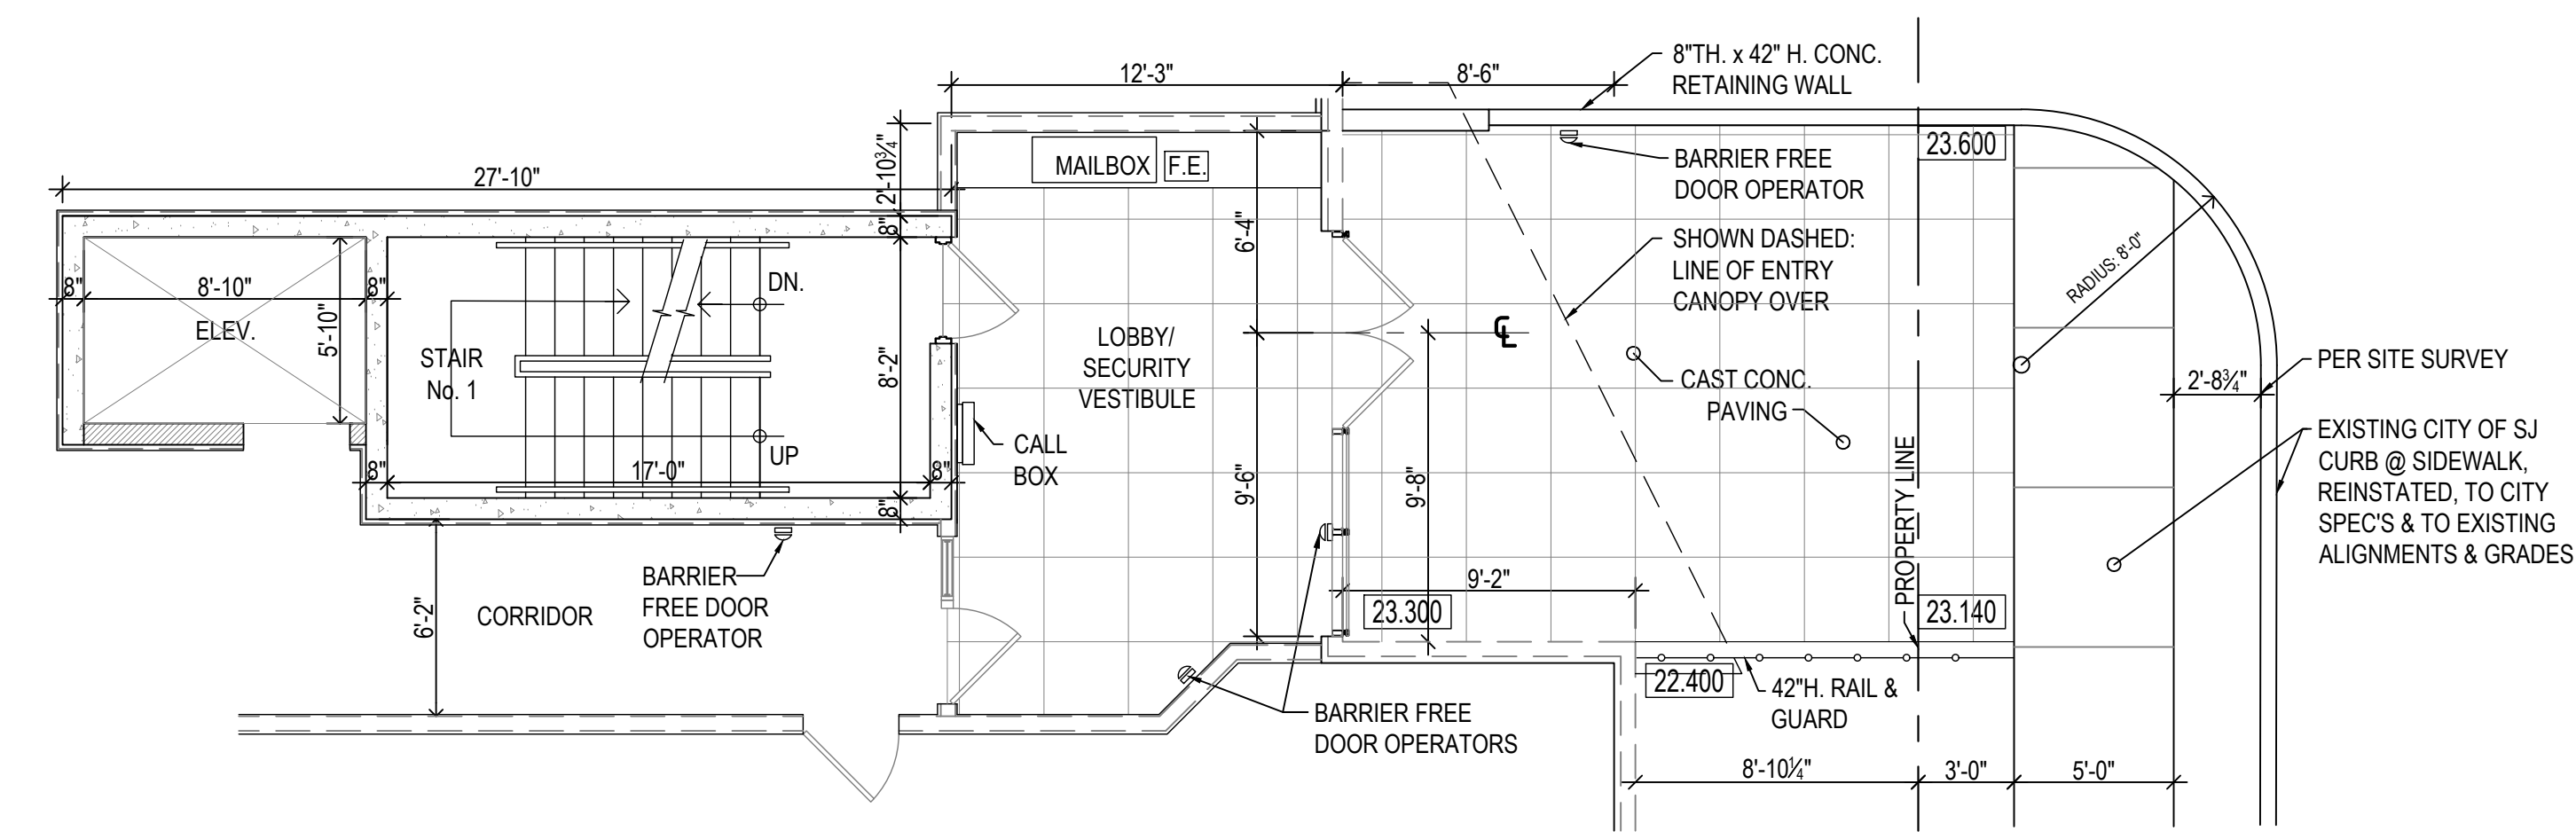 8"TH. x 42" H. CONC.
RETAINING WALL
12'-3"
8'-6"
27'-10"
2'-10¾"
MAILBOX
F.E.
23.600
BARRIER FREE
DOOR OPERATOR
8"
6'-4"
SHOWN DASHED:
LINE OF ENTRY
CANOPY OVER
RADIUS: 8'-0"
8"
8'-10"
8"
DN.
ELEV.
5'-10"
STAIR
No. 1
8'-2"
LOBBY/
SECURITY
VESTIBULE
CL
CAST CONC.
PAVING
PER SITE SURVEY
2'-8¾"
EXISTING CITY OF SJ
CURB @ SIDEWALK,
REINSTATED, TO CITY
SPEC'S & TO EXISTING
ALIGNMENTS & GRADES
CALL
BOX
UP
8"
17'-0"
8"
8"
9'-6"
9'-8"
PROPERTY LINE
9'-2"
BARRIER
FREE DOOR
OPERATOR
6'-2"
CORRIDOR
23.300
23.140
22.400
42"H. RAIL &
GUARD
BARRIER FREE
DOOR OPERATORS
8'-10¼"
3'-0"
5'-0"